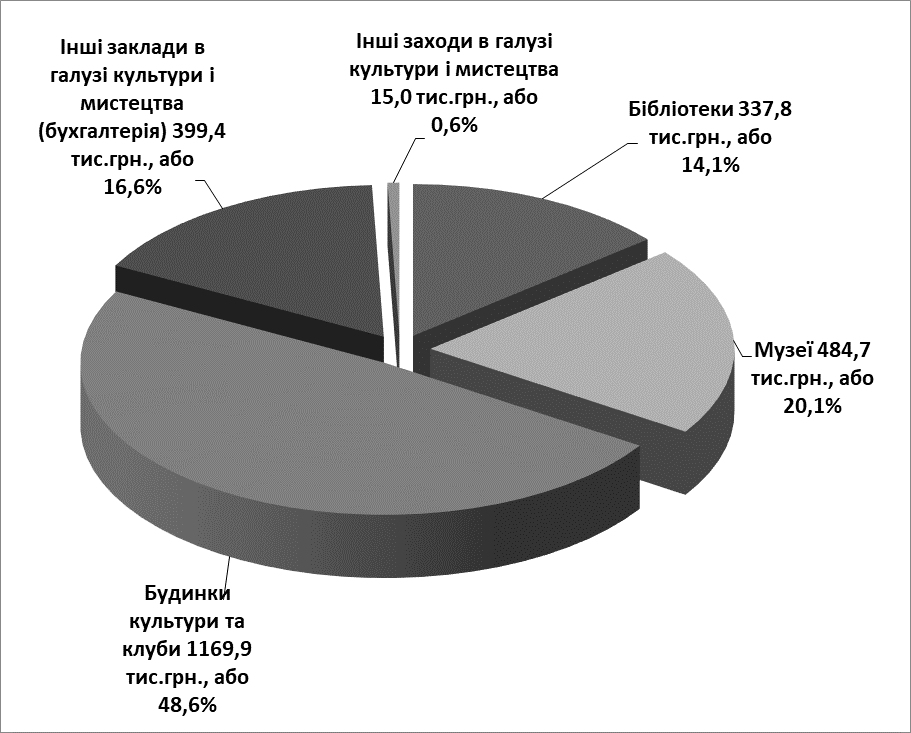 Інші заклади в
галузі культури і
мистецтва
(бухгалтерія) 399,4
тис.грн., або
16,6%
Інші заходи в галузі
культури і мистецтва
15,0 тис.грн., або
0,6%
Бібліотеки 337,8
тис.грн., або
14,1%
Музеї 484,7
тис.грн., або
20,1%
Будинки
культури та
клуби 1169,9
тис.грн., або
48,6%